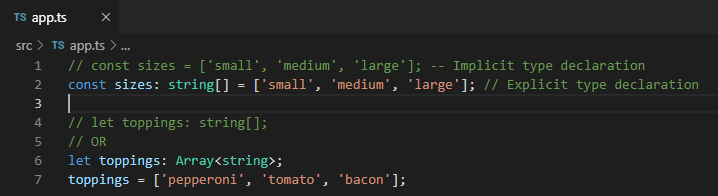 TS app.ts ×
src > TS app.ts > ...
1 // const sizes = ['small', 'medium', 'large']; -- Implicit type declaration
2 const sizes: string[] = ['small', 'medium', 'large']; // Explicit type declaration
3
4 // let toppings: string[];
5 // OR
6 let toppings: Array<string>;
7 toppings = ['pepperoni', 'tomato', 'bacon'];